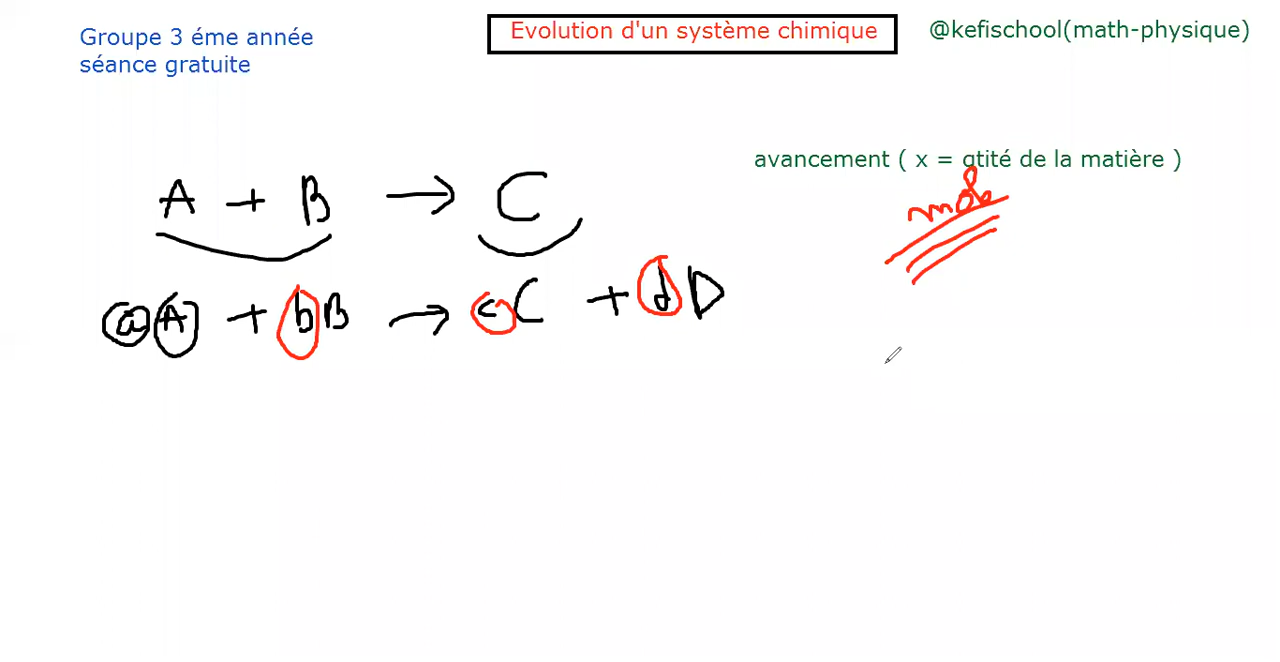 Groupe 3 éme année
séance gratuite
Evolution d'un système chimique
@kefischool(math-physique)
avancement ( x = qtité de la matière )
mole
A + B → C
aA + bB → cC + dD